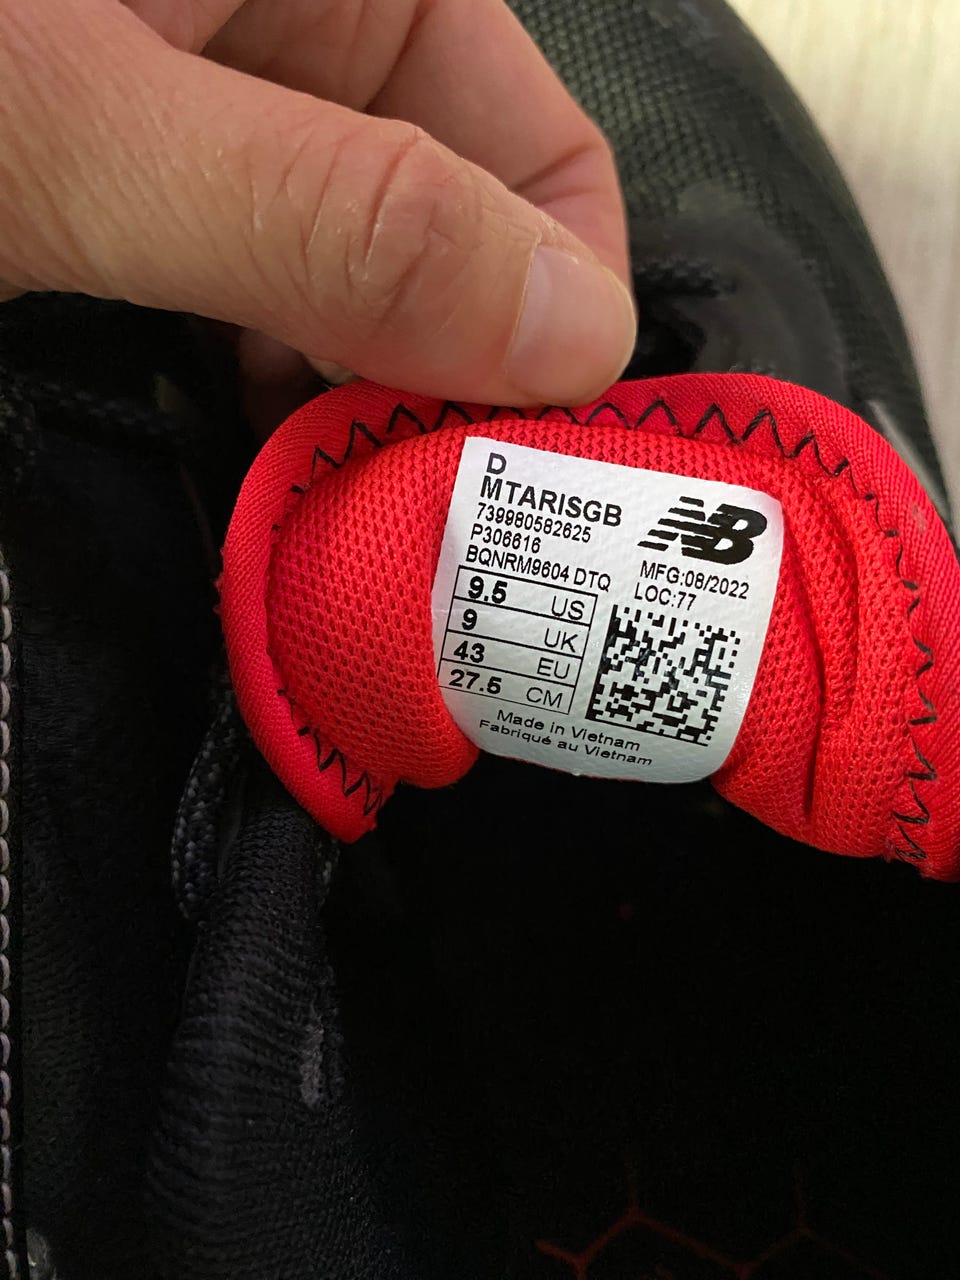 D
MTARISGB
739980582625
P306616
BQNRM9604 DTQ
NB
MFG:08/2022
LOC:77
9.5 US
9 UK
43 EU
27.5 CM
Made in Vietnam
Fabriqué au Vietnam